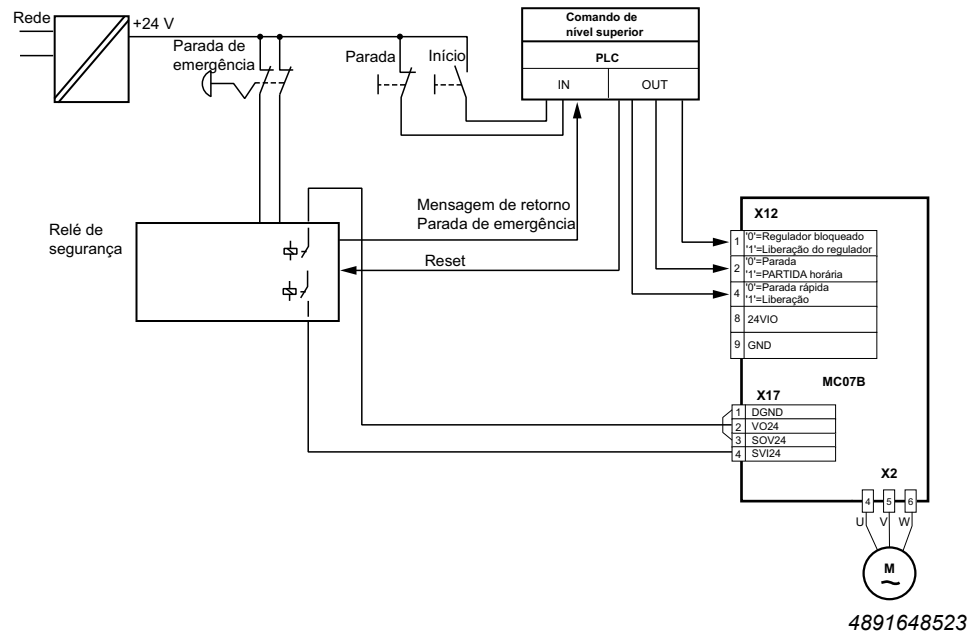 Rede
+24 V
Parada de
emergência
Parada
Início
Comando de
nível superior
PLC
IN
OUT
Mensagem de retorno
Parada de emergência
Relé de
segurança
Reset
X12
1 '0'=Regulador bloqueado
'1'=Liberação do regulador
2 '0'=Parada
'1'=PARTIDA horária
4 '0'=Parada rápida
'1'=Liberação
8 24VIO
9 GND
MC07B
X17
1 DGND
2 VO24
3 SOV24
4 SVI24
X2
4 5 6
U V W
M
~
4891648523